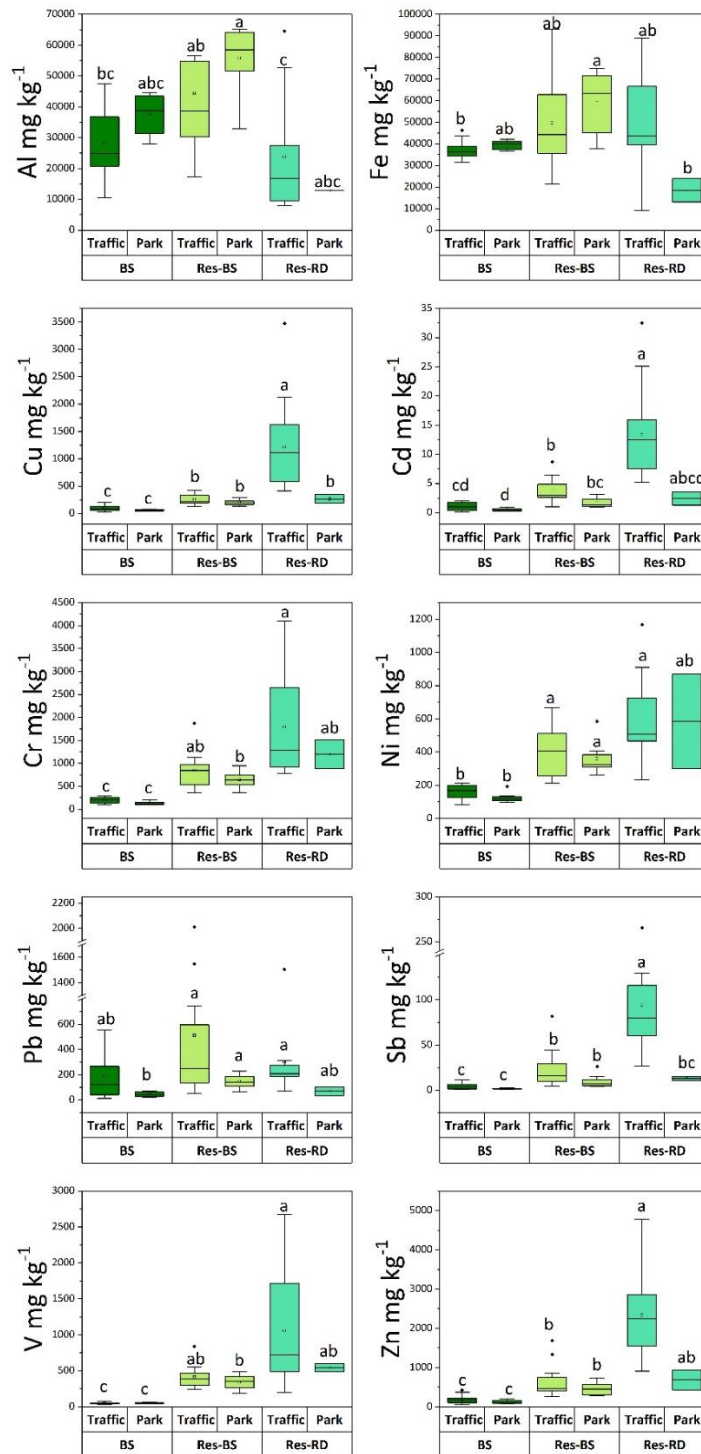 Al mg kg⁻¹
70000
60000
50000
40000
30000
20000
10000
0
bc abc ab a c abc
Traffic Park Traffic Park Traffic Park
BS Res-BS Res-RD
Fe mg kg⁻¹
100000
90000
80000
70000
60000
50000
40000
30000
20000
10000
0
b ab ab a ab b
Traffic Park Traffic Park Traffic Park
BS Res-BS Res-RD
Cu mg kg⁻¹
3500
3000
2500
2000
1500
1000
500
0
c c b b a b
Traffic Park Traffic Park Traffic Park
BS Res-BS Res-RD
Cd mg kg⁻¹
35
30
25
20
15
10
5
0
cd d b bc a abcd
Traffic Park Traffic Park Traffic Park
BS Res-BS Res-RD
Cr mg kg⁻¹
4500
4000
3500
3000
2500
2000
1500
1000
500
0
c c ab b a ab
Traffic Park Traffic Park Traffic Park
BS Res-BS Res-RD
Ni mg kg⁻¹
1200
1000
800
600
400
200
0
b b a a a ab
Traffic Park Traffic Park Traffic Park
BS Res-BS Res-RD
Pb mg kg⁻¹
2200
2000
1600
1400
600
400
200
0
ab b a a a ab
Traffic Park Traffic Park Traffic Park
BS Res-BS Res-RD
Sb mg kg⁻¹
300
250
100
50
0
c c b b a bc
Traffic Park Traffic Park Traffic Park
BS Res-BS Res-RD
V mg kg⁻¹
3000
2500
2000
1500
1000
500
0
c c ab b a ab
Traffic Park Traffic Park Traffic Park
BS Res-BS Res-RD
Zn mg kg⁻¹
5000
4000
3000
2000
1000
0
c c b b a ab
Traffic Park Traffic Park Traffic Park
BS Res-BS Res-RD